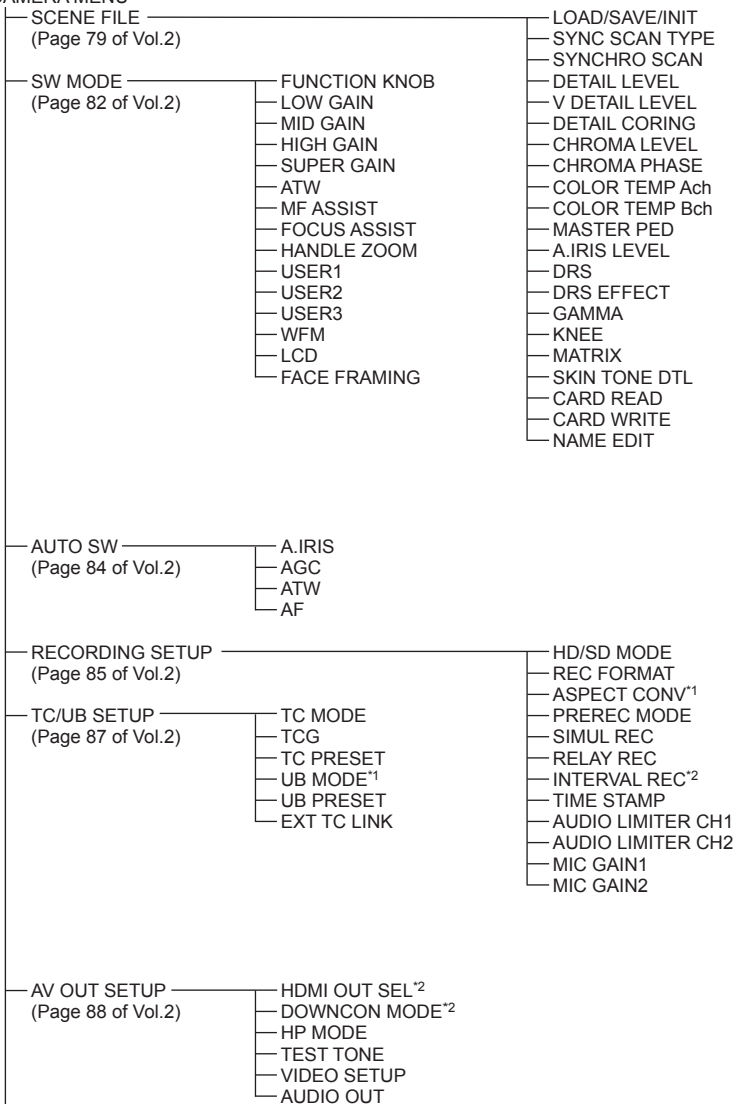 CAMERA MENU
SCENE FILE
(Page 79 of Vol.2)
LOAD/SAVE/INIT
SYNC SCAN TYPE
SYNCHRO SCAN
DETAIL LEVEL
V DETAIL LEVEL
DETAIL CORING
CHROMA LEVEL
CHROMA PHASE
COLOR TEMP Ach
COLOR TEMP Bch
MASTER PED
A.IRIS LEVEL
DRS
DRS EFFECT
GAMMA
KNEE
MATRIX
SKIN TONE DTL
CARD READ
CARD WRITE
NAME EDIT
SW MODE
(Page 82 of Vol.2)
FUNCTION KNOB
LOW GAIN
MID GAIN
HIGH GAIN
SUPER GAIN
ATW
MF ASSIST
FOCUS ASSIST
HANDLE ZOOM
USER1
USER2
USER3
WFM
LCD
FACE FRAMING
AUTO SW
(Page 84 of Vol.2)
A.IRIS
AGC
ATW
AF
RECORDING SETUP
(Page 85 of Vol.2)
HD/SD MODE
REC FORMAT
ASPECT CONV*1
PREREC MODE
SIMUL REC
RELAY REC
INTERVAL REC*2
TIME STAMP
AUDIO LIMITER CH1
AUDIO LIMITER CH2
MIC GAIN1
MIC GAIN2
TC/UB SETUP
(Page 87 of Vol.2)
TC MODE
TCG
TC PRESET
UB MODE*1
UB PRESET
EXT TC LINK
AV OUT SETUP
(Page 88 of Vol.2)
HDMI OUT SEL*2
DOWNCON MODE*2
HP MODE
TEST TONE
VIDEO SETUP
AUDIO OUT